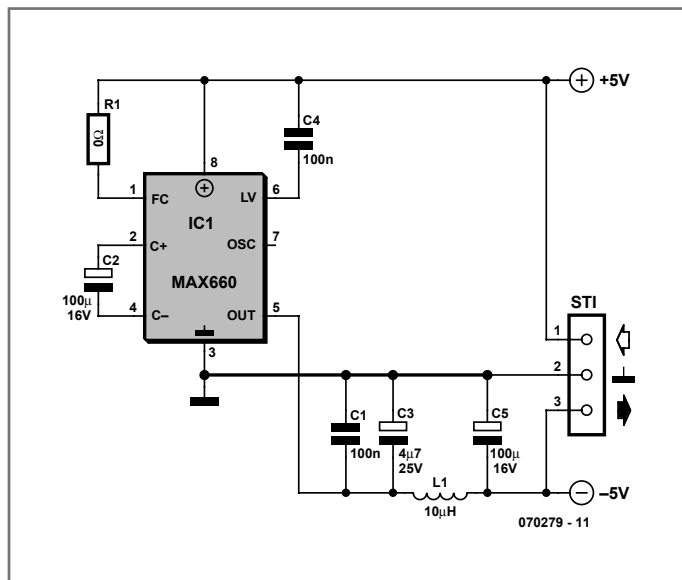 R1
0Ω
C4
100n
+5V
8
1
FC
LV
6
IC1
2
C+
OSC
7
C2
100μ
16V
MAX660
4
C–
OUT
5
3
STI
1
2
3
C1
100n
C3
4μ7
25V
C5
100μ
16V
L1
10μH
–5V
070279 - 11